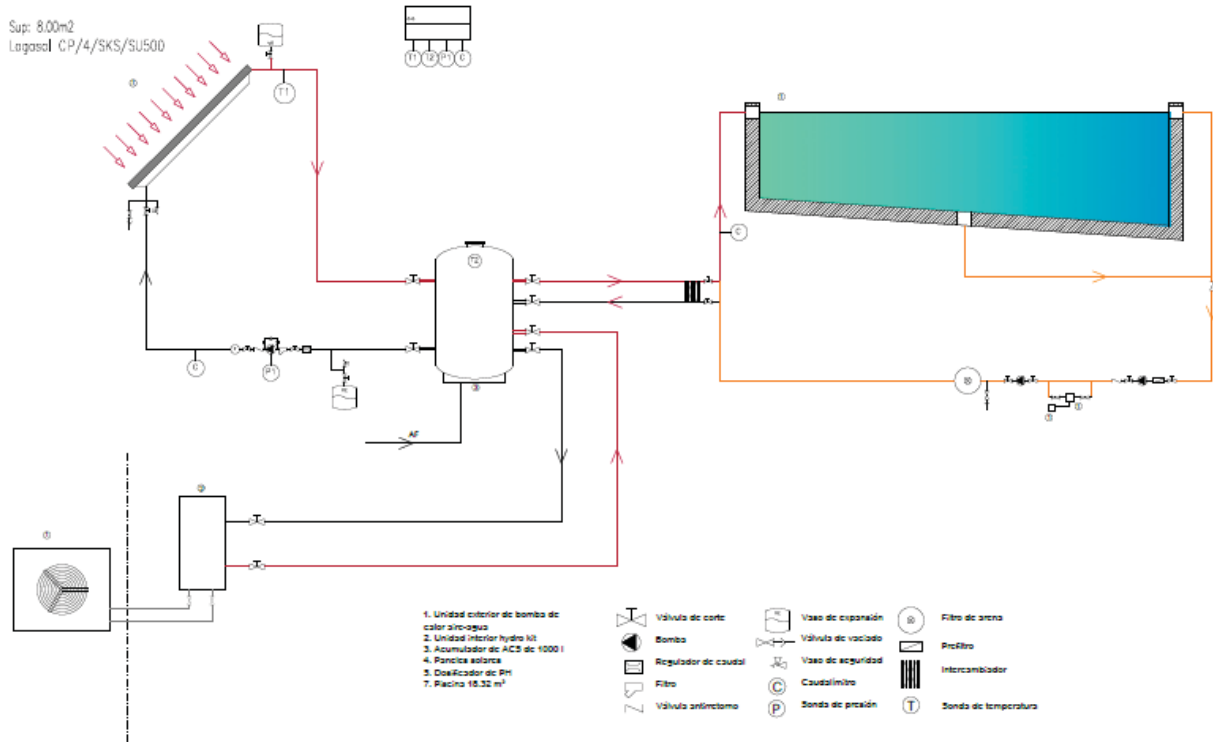 Sup: 8.00m2
Lagosol CP/4/SKS/SU500
T1 T2 P1 C
T1
T2
C
C
P1
AF
1. Unidad exterior de bomba de
calor aire-agua
2. Unidad interior hydro kit
3. Acumulador de ACS de 1000 l
4. Paneles solares
5. Dosificador de PH
7. Piscina 18.32 m²
Válvula de corte
Bomba
Regulador de caudal
Filtro
Válvula antirretorno
Vaso de expansión
Válvula de vaciado
Vaso de seguridad
C Caudalímitro
P Sonda de presión
Filtro de arena
Prefiltro
Intercambiador
T Sonda de temperatura